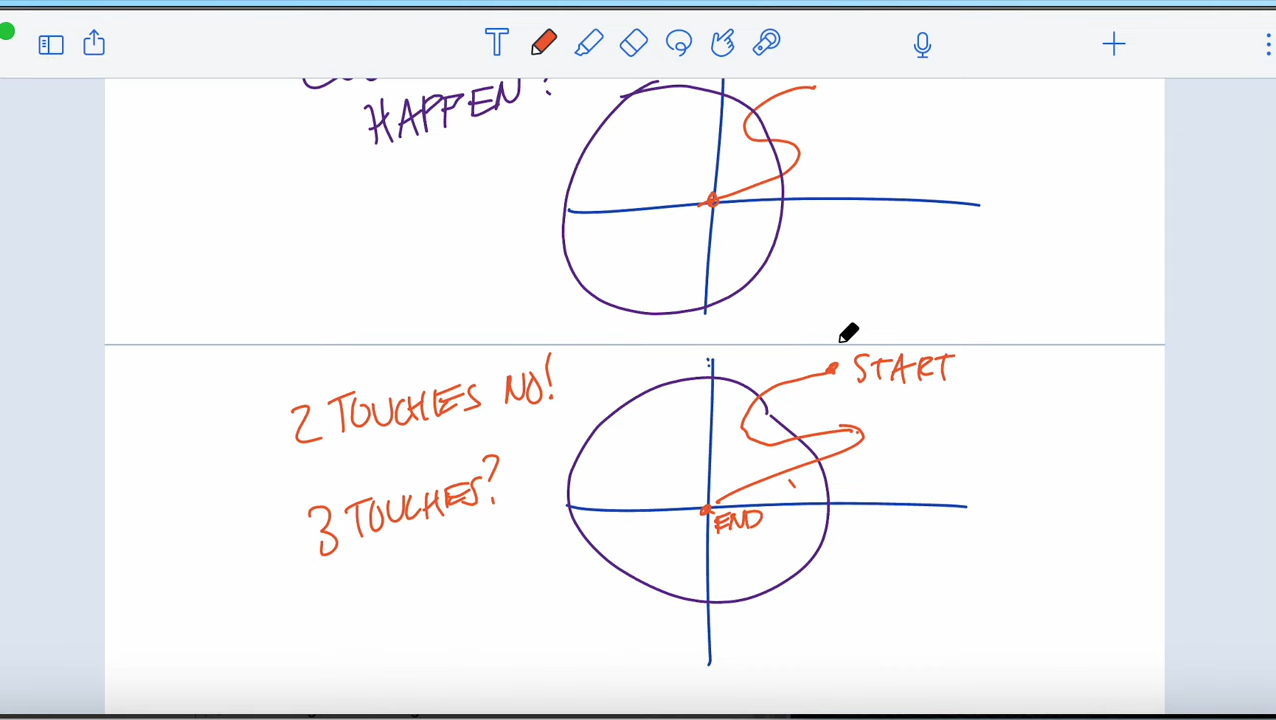 HAPPEN?
START
2 TOUCHES NO!
3 TOUCHES?
END